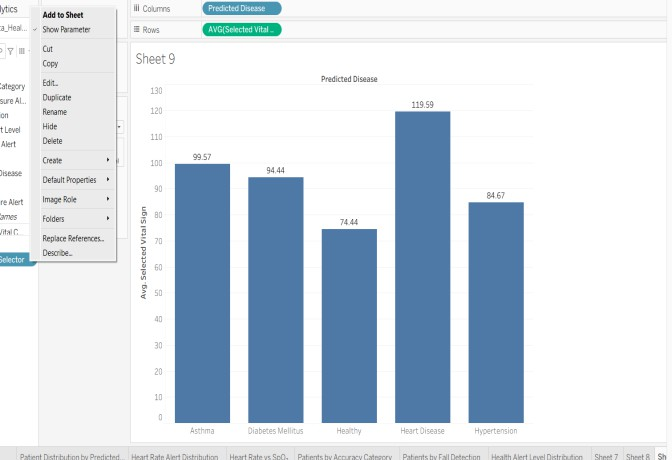 lytics
ta_Heal...
Category
sure Al...
ion
rt Level
Alert
Disease
re Alert
ames
Vital C...
Selector
Add to Sheet
Show Parameter
Cut
Copy
Edit...
Duplicate
Rename
Hide
Delete
Create
Default Properties
Image Role
Folders
Replace References...
Describe...
Columns
Predicted Disease
Rows
AVG(Selected Vital ..
Sheet 9
Predicted Disease
Avg. Selected Vital Sign
130
120
110
100
90
80
70
60
50
40
30
20
10
0
99.57
94.44
74.44
119.59
84.67
Asthma
Diabetes Mellitus
Healthy
Heart Disease
Hypertension
Patient Distribution by Predicted... Heart Rate Alert Distribution Heart Rate vs SpO₂ Patients by Accuracy Category Patients by Fall Detection Health Alert Level Distribution Sheet 7 Sheet 8 She